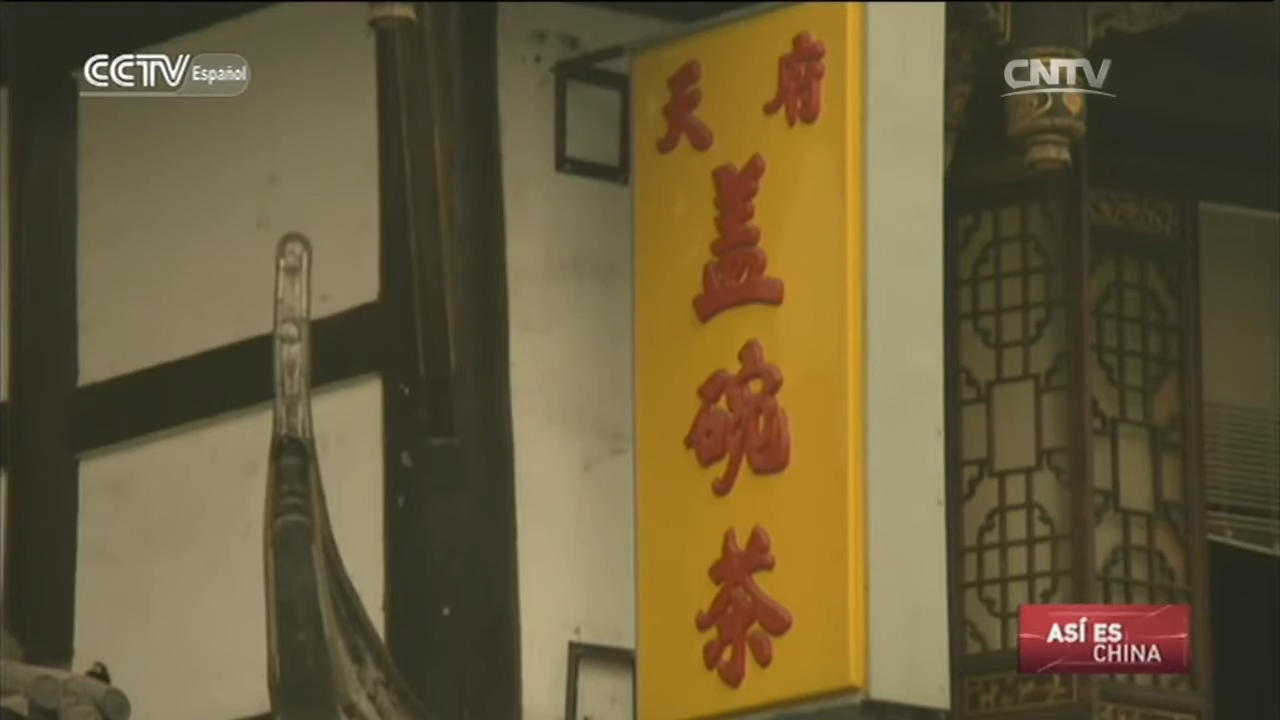 CCTV Español
CNTV
天府
盖
碗
茶
ASÍ ES
CHINA